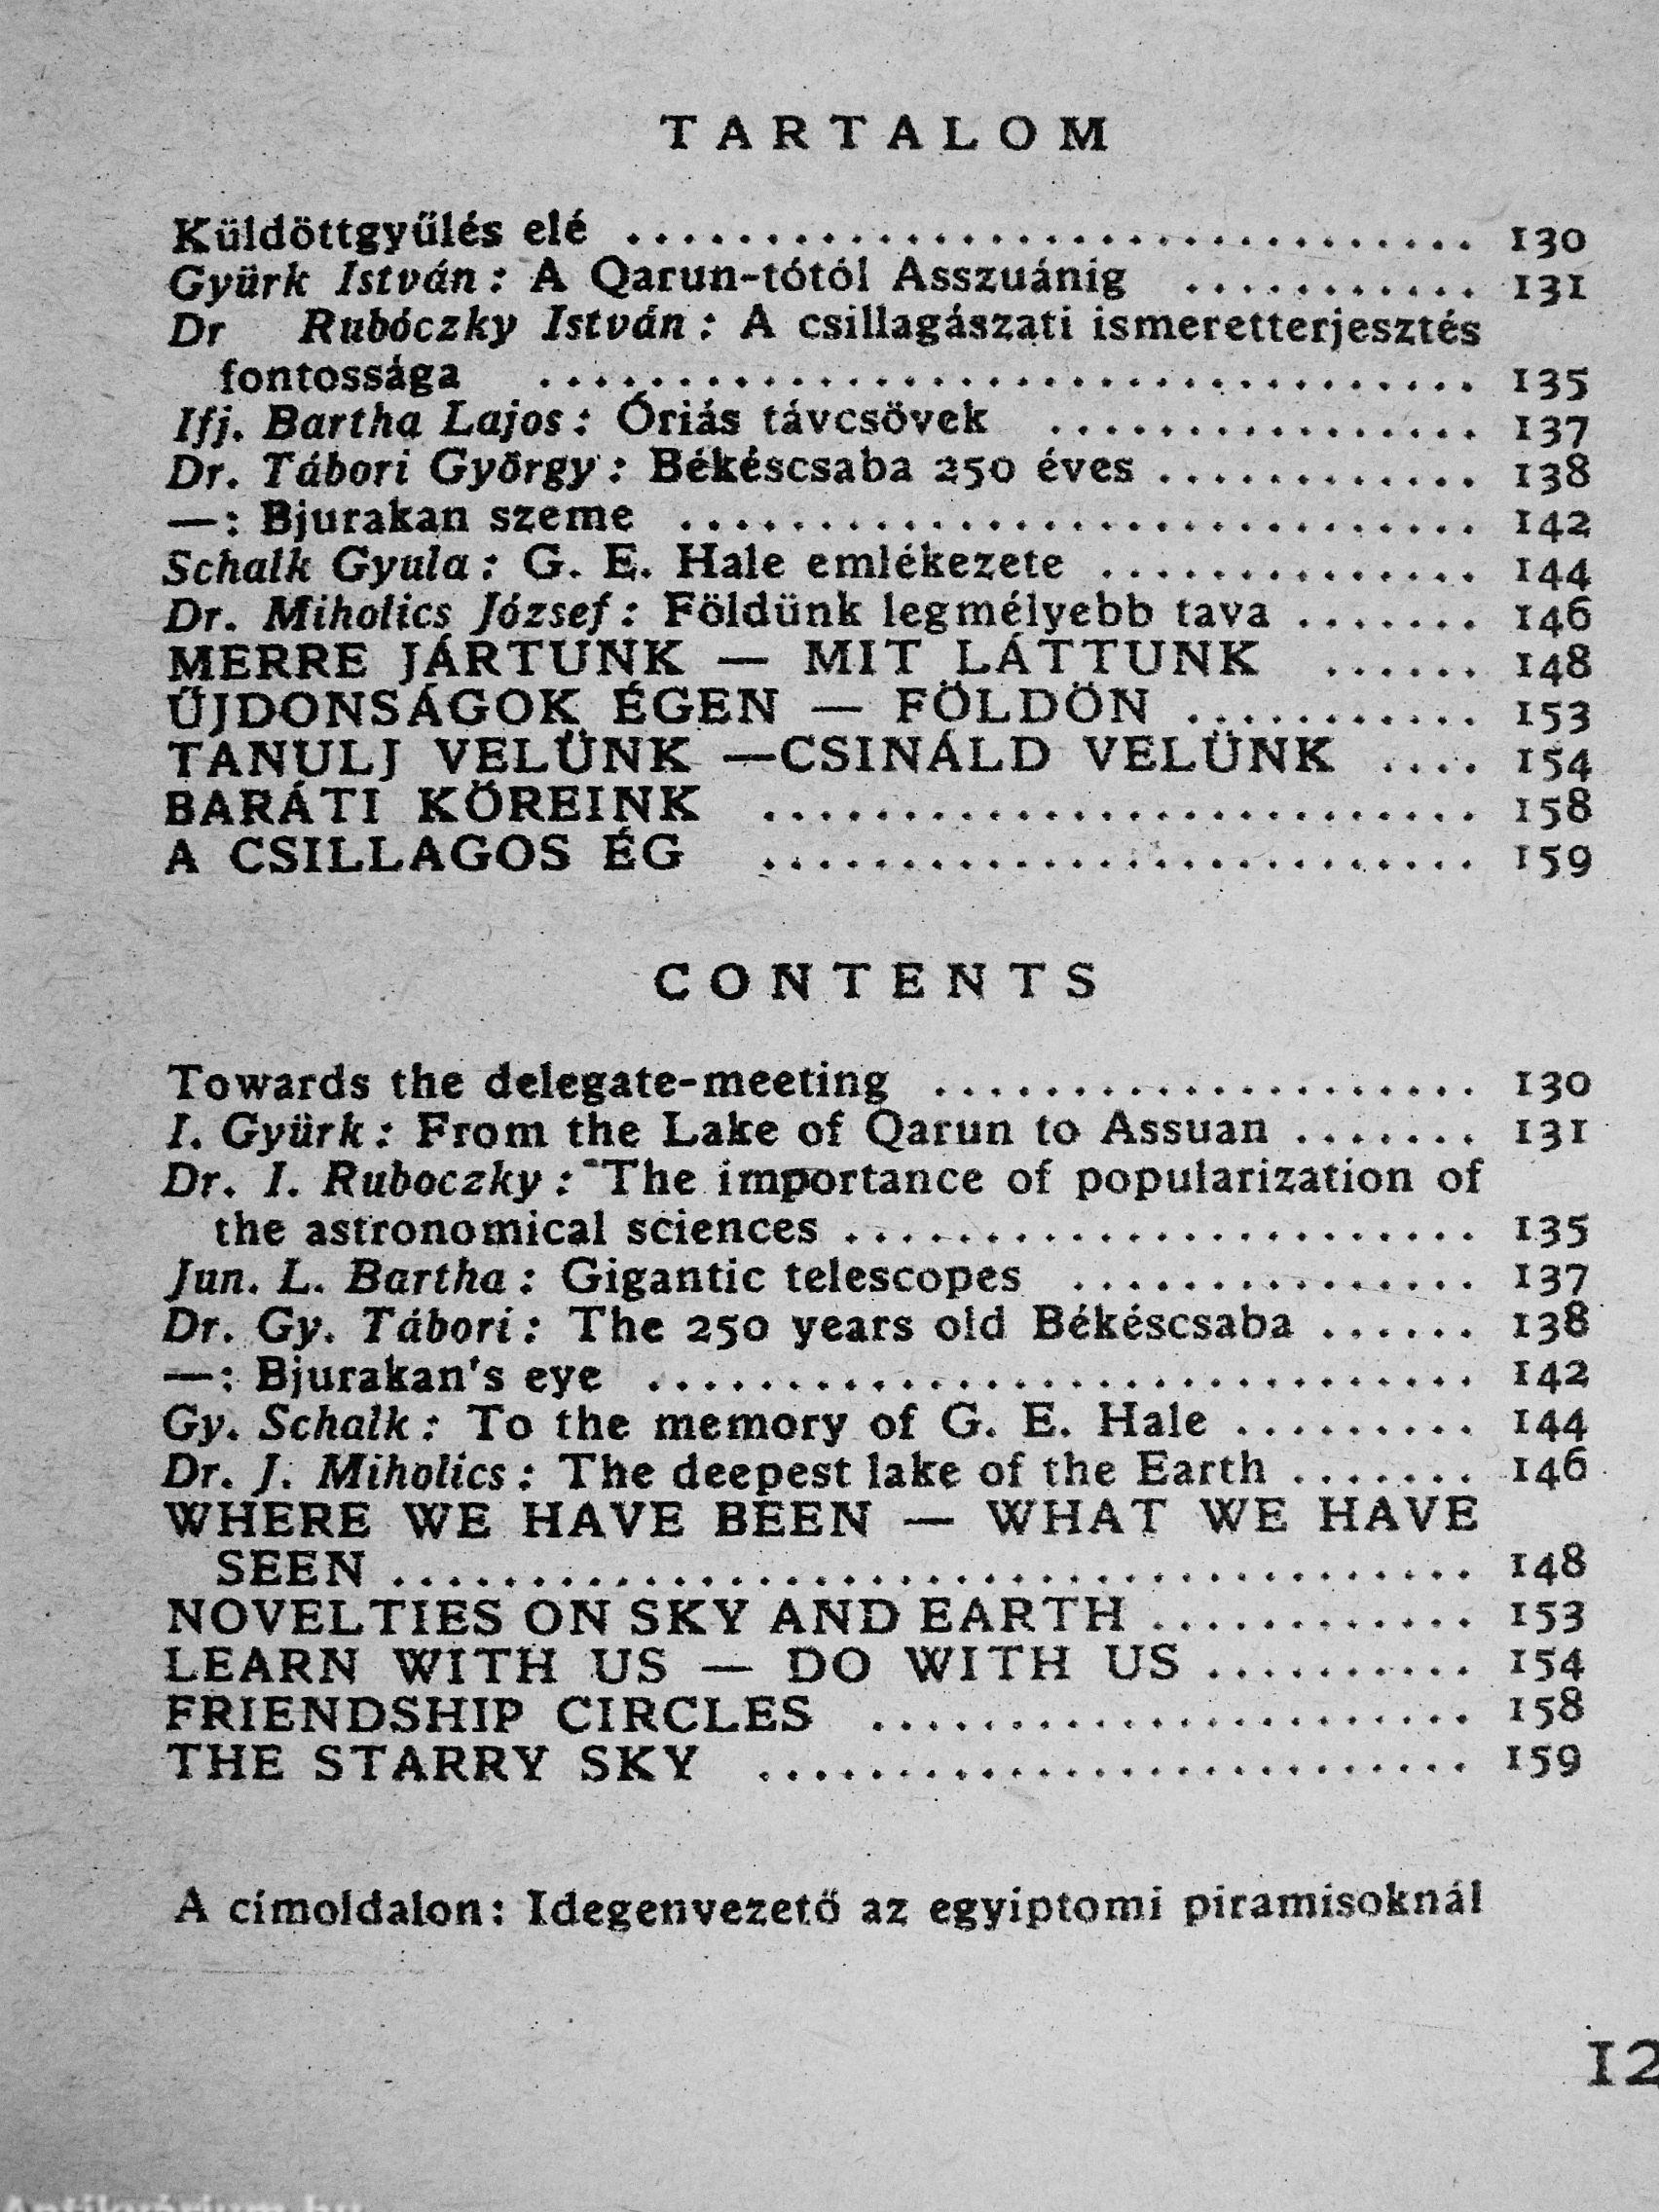 TARTALOM
Küldöttgyűlés elé ................................ 130
Gyürk István: A Qarun-tótól Asszuánig ........... 131
Dr Rubóczky István: A csillagászati ismeretterjesztés
fontossága ................................... 135
Ifj. Bartha Lajos: Óriás távcsövek ................ 137
Dr. Tábori György: Békéscsaba 250 éves ............ 138
—: Bjurakan szeme .............................. 142
Schalk Gyula: G. E. Hale emlékezete .............. 144
Dr. Miholics József: Földünk legmélyebb tava ....... 146
MERRE JÁRTUNK — MIT LÁTTUNK ...... 148
ÚJDONSÁGOK ÉGEN — FÖLDÖN ........... 153
TANULJ VELÜNK —CSINÁLD VELÜNK .... 154
BARÁTI KÖREINK .......................... 158
A CSILLAGOS ÉG .......................... 159
CONTENTS
Towards the delegate-meeting .................... 130
I. Gyürk: From the Lake of Qarun to Assuan ....... 131
Dr. I. Ruboczky: The importance of popularization of
the astronomical sciences ....................... 135
Jun. L. Bartha: Gigantic telescopes ............... 137
Dr. Gy. Tábori: The 250 years old Békéscsaba ...... 138
—: Bjurakan's eye .............................. 142
Gy. Schalk: To the memory of G. E. Hale ......... 144
Dr. J. Miholics: The deepest lake of the Earth ....... 146
WHERE WE HAVE BEEN — WHAT WE HAVE
SEEN ....................................... 148
NOVELTIES ON SKY AND EARTH ............ 153
LEARN WITH US — DO WITH US .......... 154
FRIENDSHIP CIRCLES ...................... 158
THE STARRY SKY .......................... 159
A címoldalon: Idegenvezető az egyiptomi piramisoknál